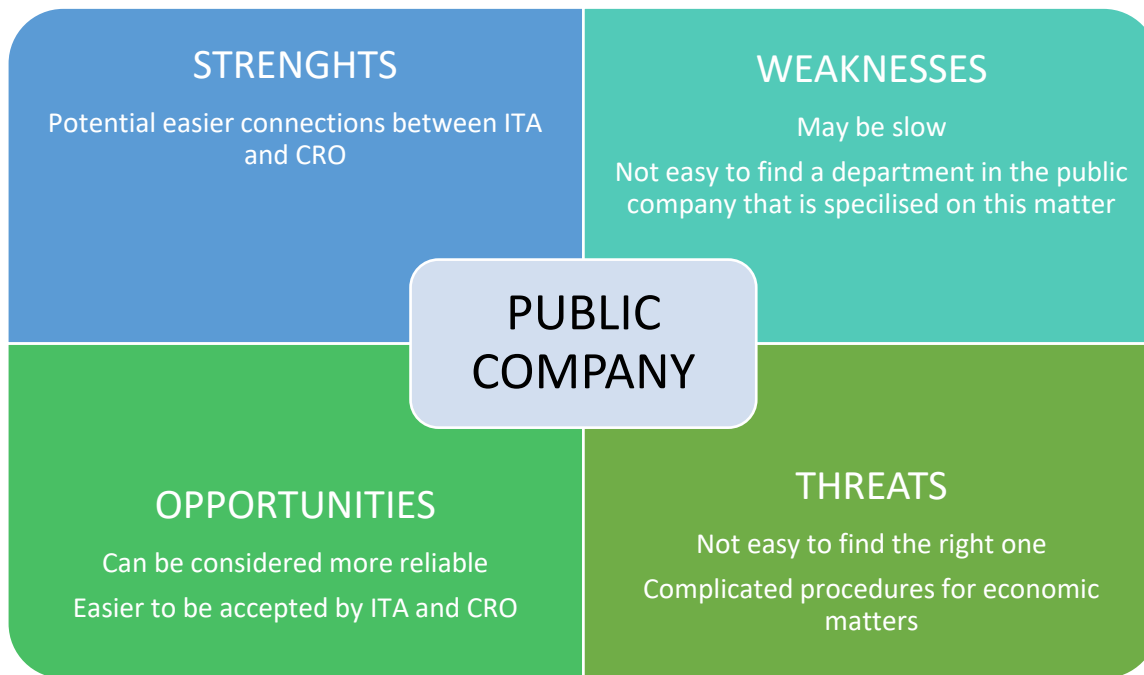 STRENGHTS
Potential easier connections between ITA
and CRO
WEAKNESSES
May be slow
Not easy to find a department in the public
company that is specilised on this matter
PUBLIC
COMPANY
OPPORTUNITIES
Can be considered more reliable
Easier to be accepted by ITA and CRO
THREATS
Not easy to find the right one
Complicated procedures for economic
matters